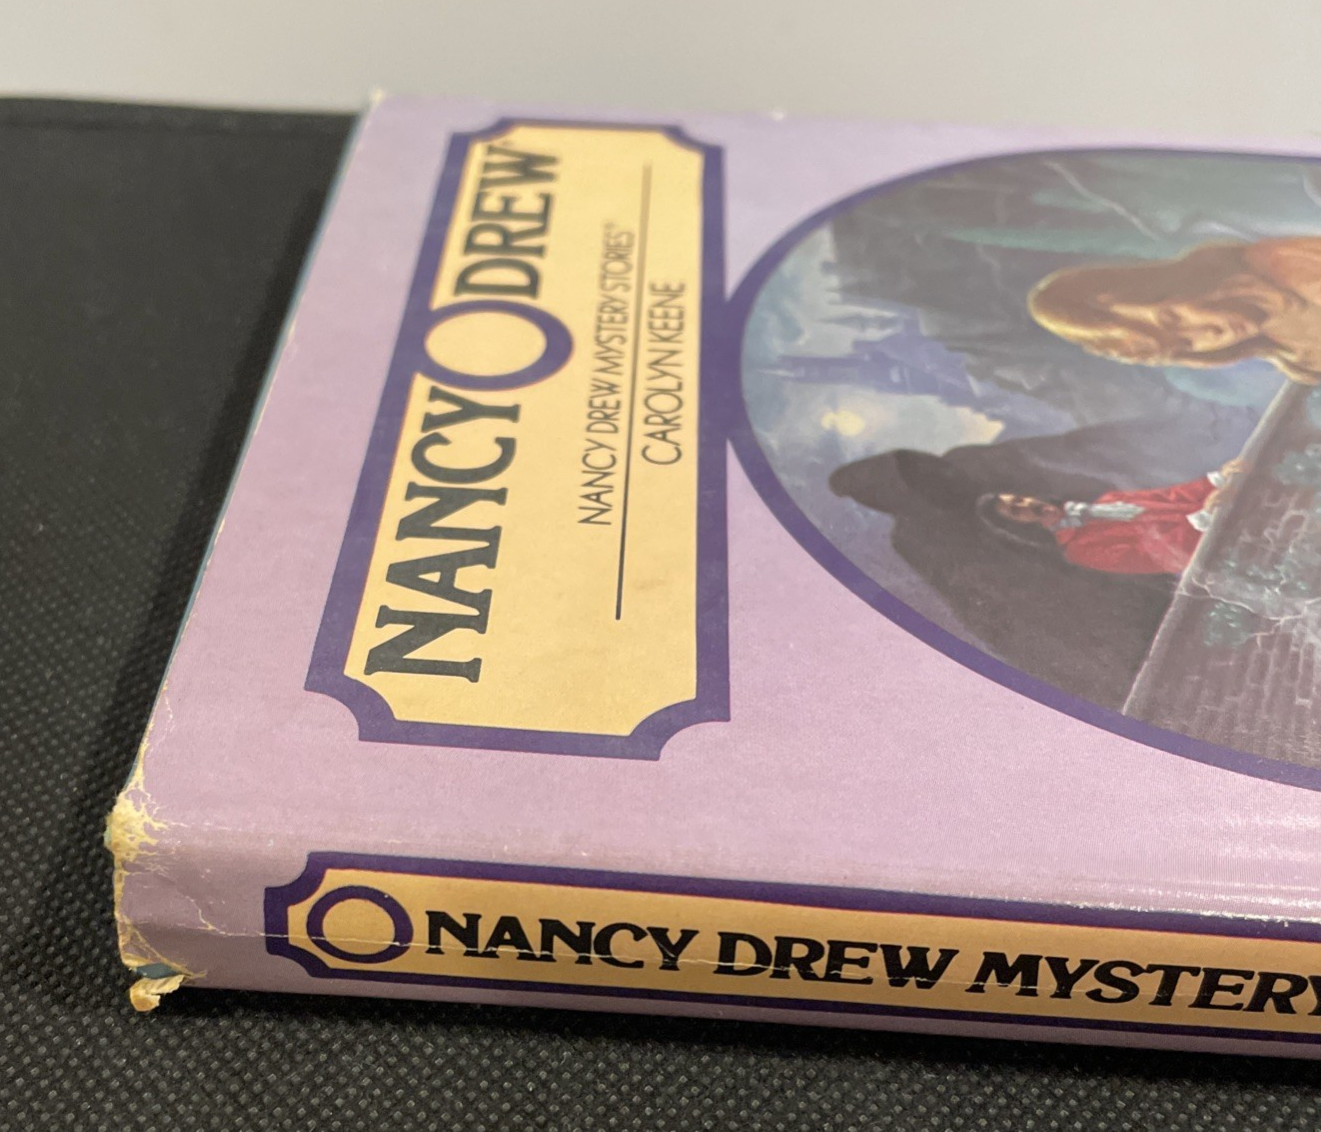 NANCY DREW
NANCY DREW MYSTERY STORIES®
CAROLYN KEENE
NANCY DREW MYSTERY